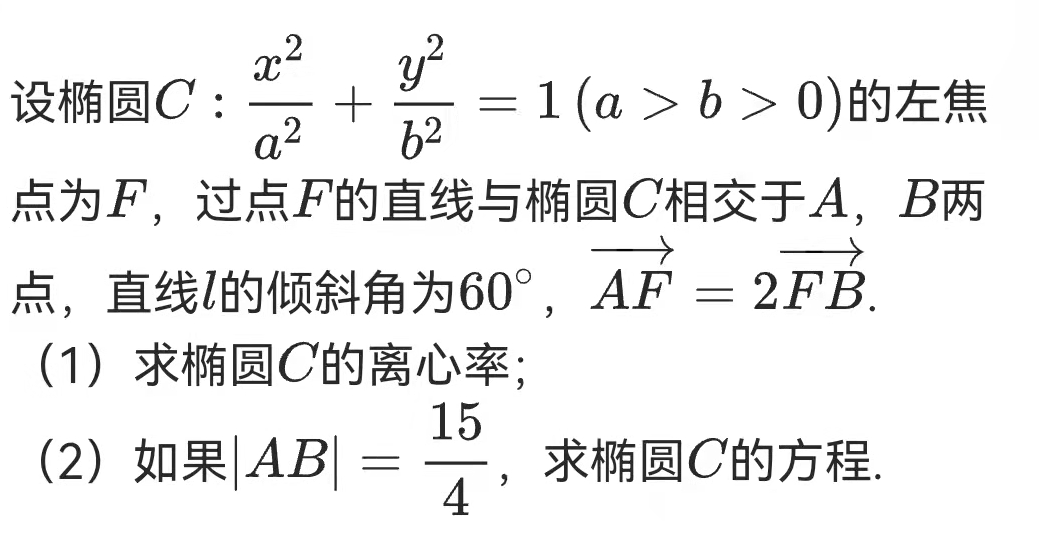 设椭圆C : x²/a² + y²/b² = 1 (a > b > 0)的左焦
点为F，过点F的直线与椭圆C相交于A，B两
点，直线l的倾斜角为60°，\overrightarrow{AF} = 2\overrightarrow{FB}.
（1）求椭圆C的离心率;
（2）如果|AB| = 15/4，求椭圆C的方程.